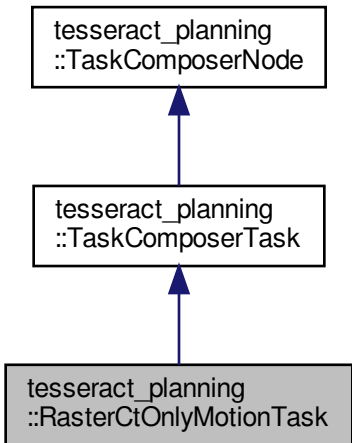 tesseract_planning
::TaskComposerNode
tesseract_planning
::TaskComposerTask
tesseract_planning
::RasterCtOnlyMotionTask